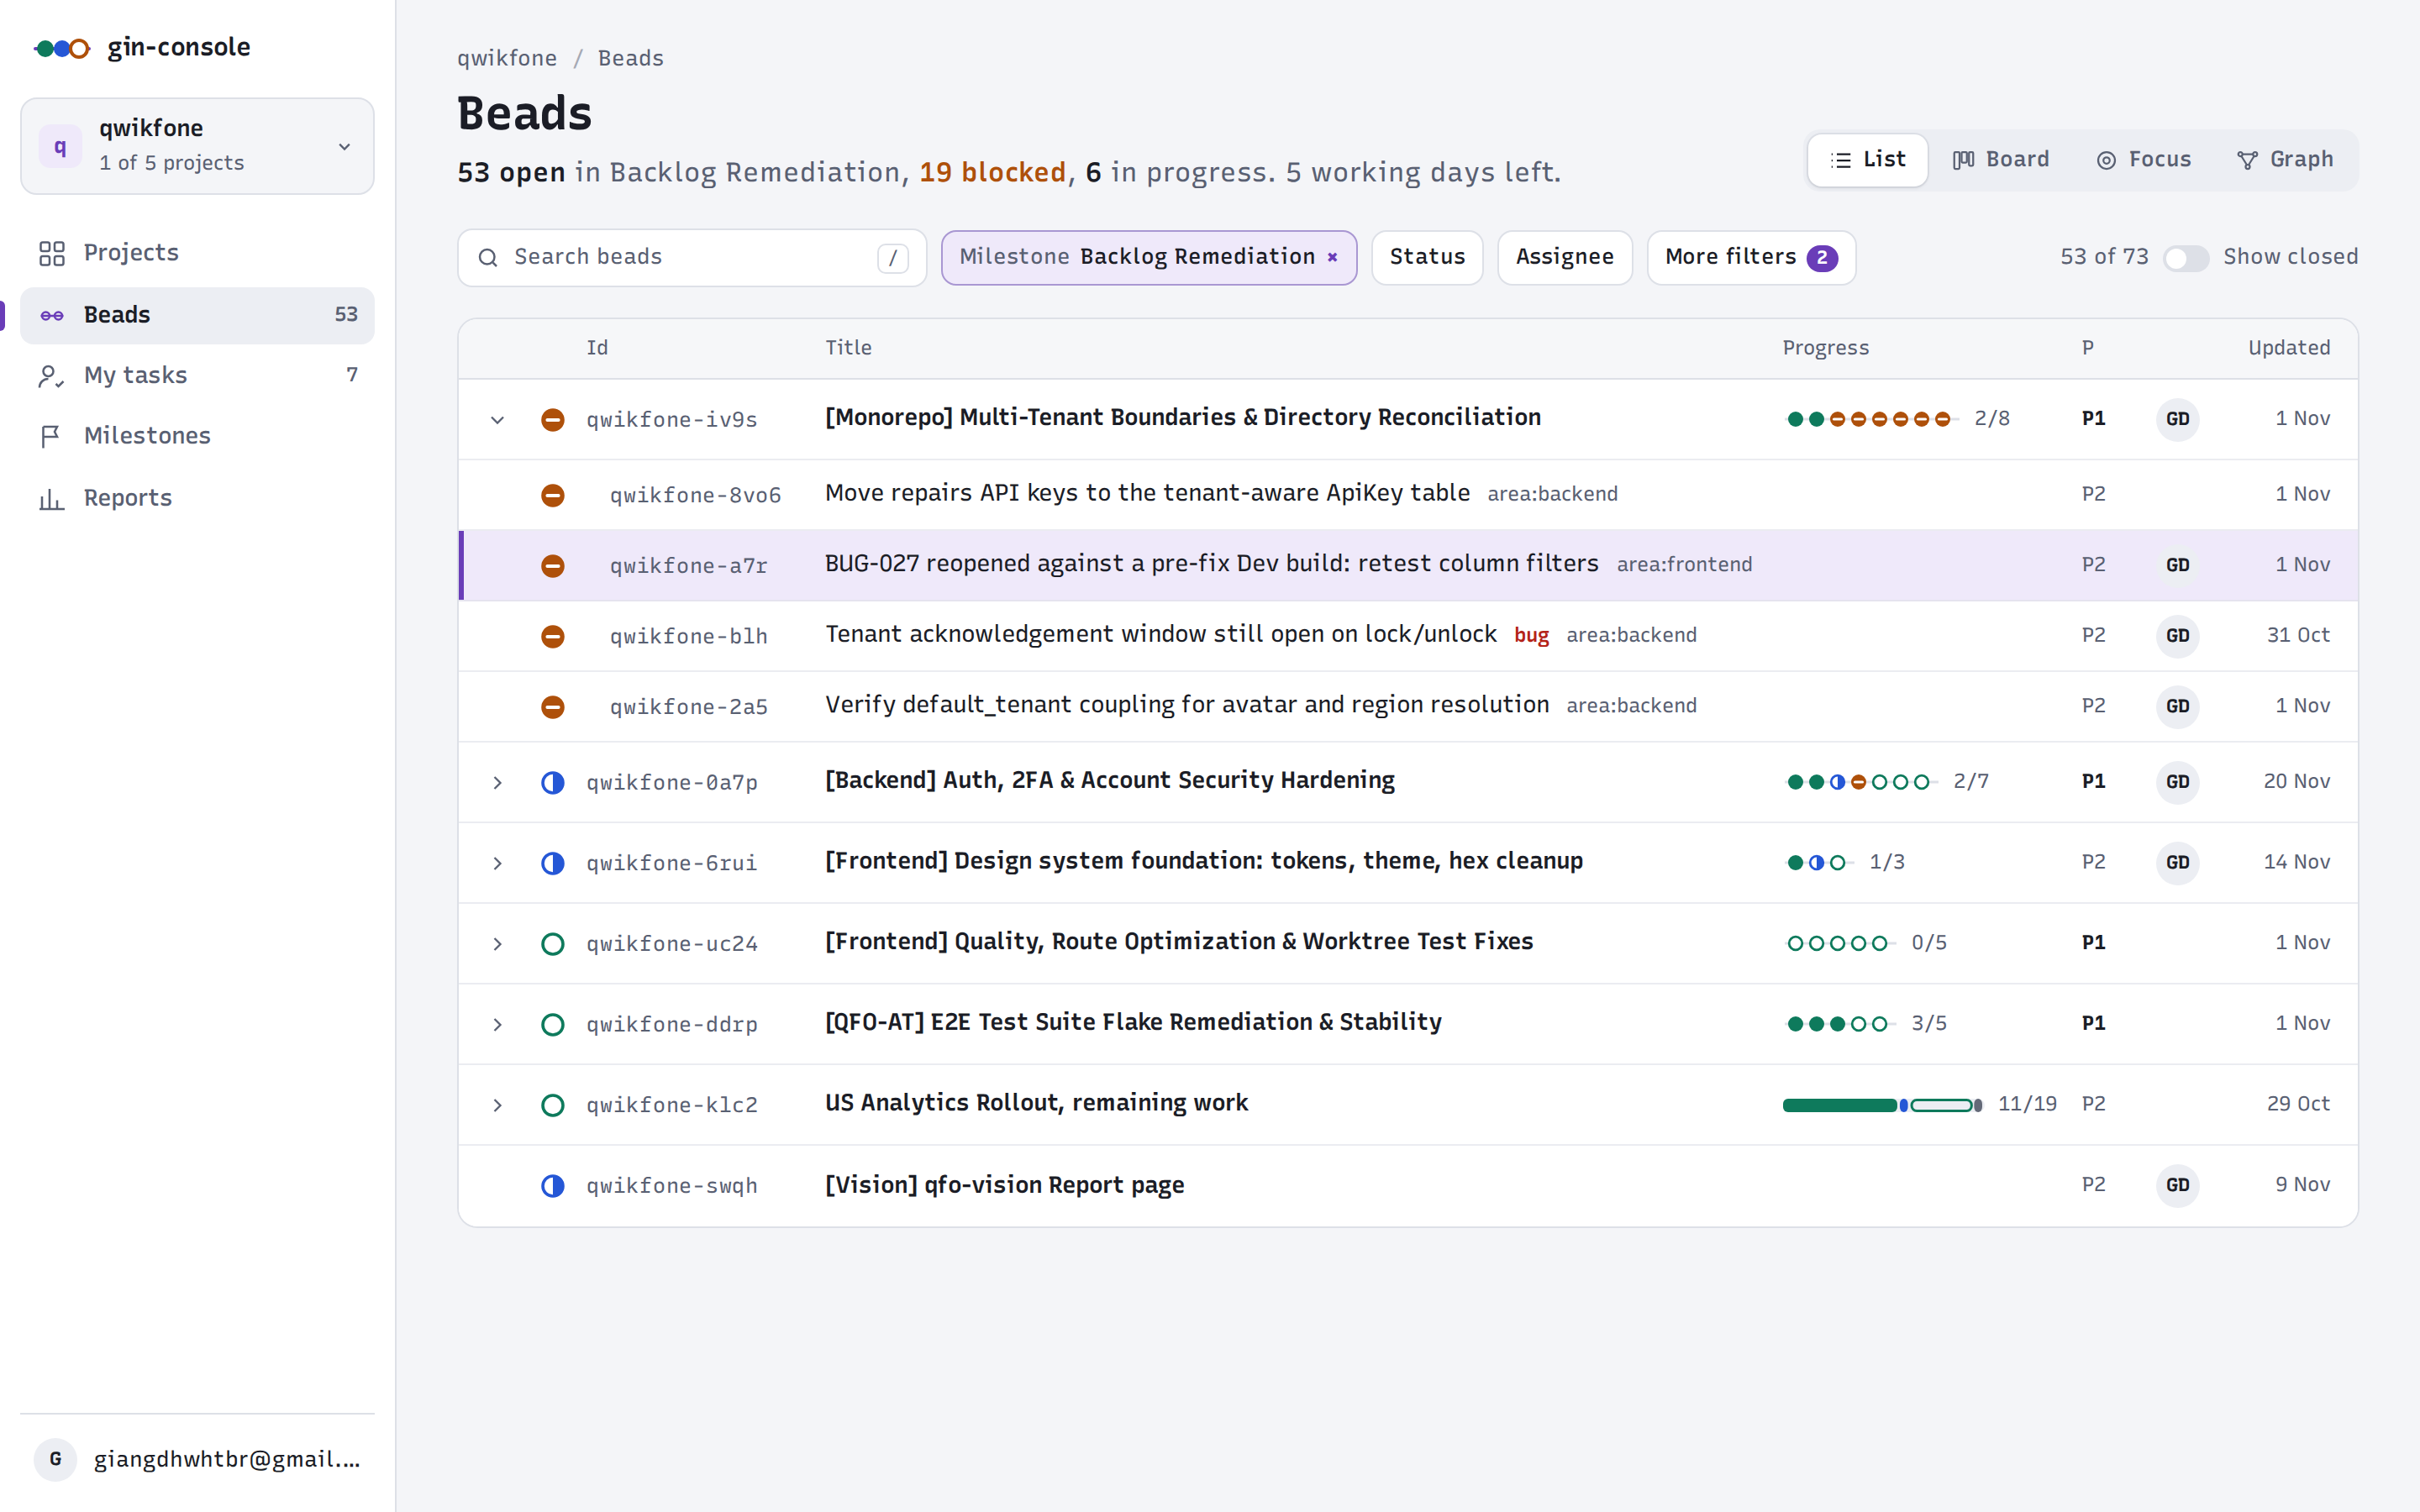 gin-console
q
qwikfone
1 of 5 projects
Projects
Beads 53
My tasks 7
Milestones
Reports
G giangdhwhtbr@gmail....
qwikfone / Beads
Beads
53 open in Backlog Remediation, 19 blocked, 6 in progress. 5 working days left.
List Board Focus Graph
Search beads /
Milestone Backlog Remediation ×
Status
Assignee
More filters 2
53 of 73 Show closed
Id Title Progress P Updated
qwikfone-iv9s [Monorepo] Multi-Tenant Boundaries & Directory Reconciliation 2/8 P1 GD 1 Nov
qwikfone-8vo6 Move repairs API keys to the tenant-aware ApiKey table area:backend P2 1 Nov
qwikfone-a7r BUG-027 reopened against a pre-fix Dev build: retest column filters area:frontend P2 GD 1 Nov
qwikfone-blh Tenant acknowledgement window still open on lock/unlock bug area:backend P2 GD 31 Oct
qwikfone-2a5 Verify default_tenant coupling for avatar and region resolution area:backend P2 GD 1 Nov
qwikfone-0a7p [Backend] Auth, 2FA & Account Security Hardening 2/7 P1 GD 20 Nov
qwikfone-6rui [Frontend] Design system foundation: tokens, theme, hex cleanup 1/3 P2 GD 14 Nov
qwikfone-uc24 [Frontend] Quality, Route Optimization & Worktree Test Fixes 0/5 P1 1 Nov
qwikfone-ddrp [QFO-AT] E2E Test Suite Flake Remediation & Stability 3/5 P1 1 Nov
qwikfone-klc2 US Analytics Rollout, remaining work 11/19 P2 29 Oct
qwikfone-swqh [Vision] qfo-vision Report page P2 GD 9 Nov